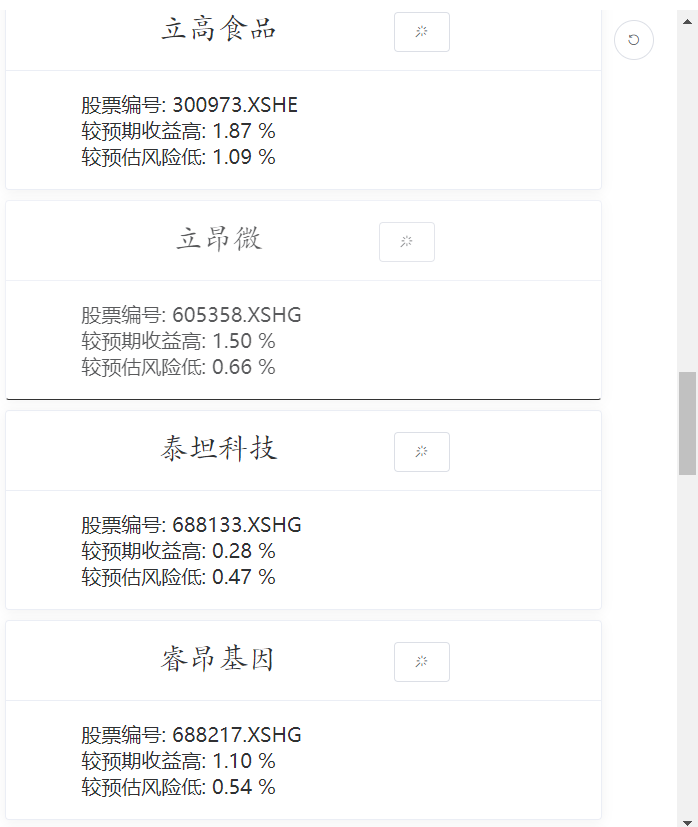 立高食品
股票编号: 300973.XSHE
较预期收益高: 1.87 %
较预估风险低: 1.09 %
立昂微
股票编号: 605358.XSHG
较预期收益高: 1.50 %
较预估风险低: 0.66 %
泰坦科技
股票编号: 688133.XSHG
较预期收益高: 0.28 %
较预估风险低: 0.47 %
睿昂基因
股票编号: 688217.XSHG
较预期收益高: 1.10 %
较预估风险低: 0.54 %